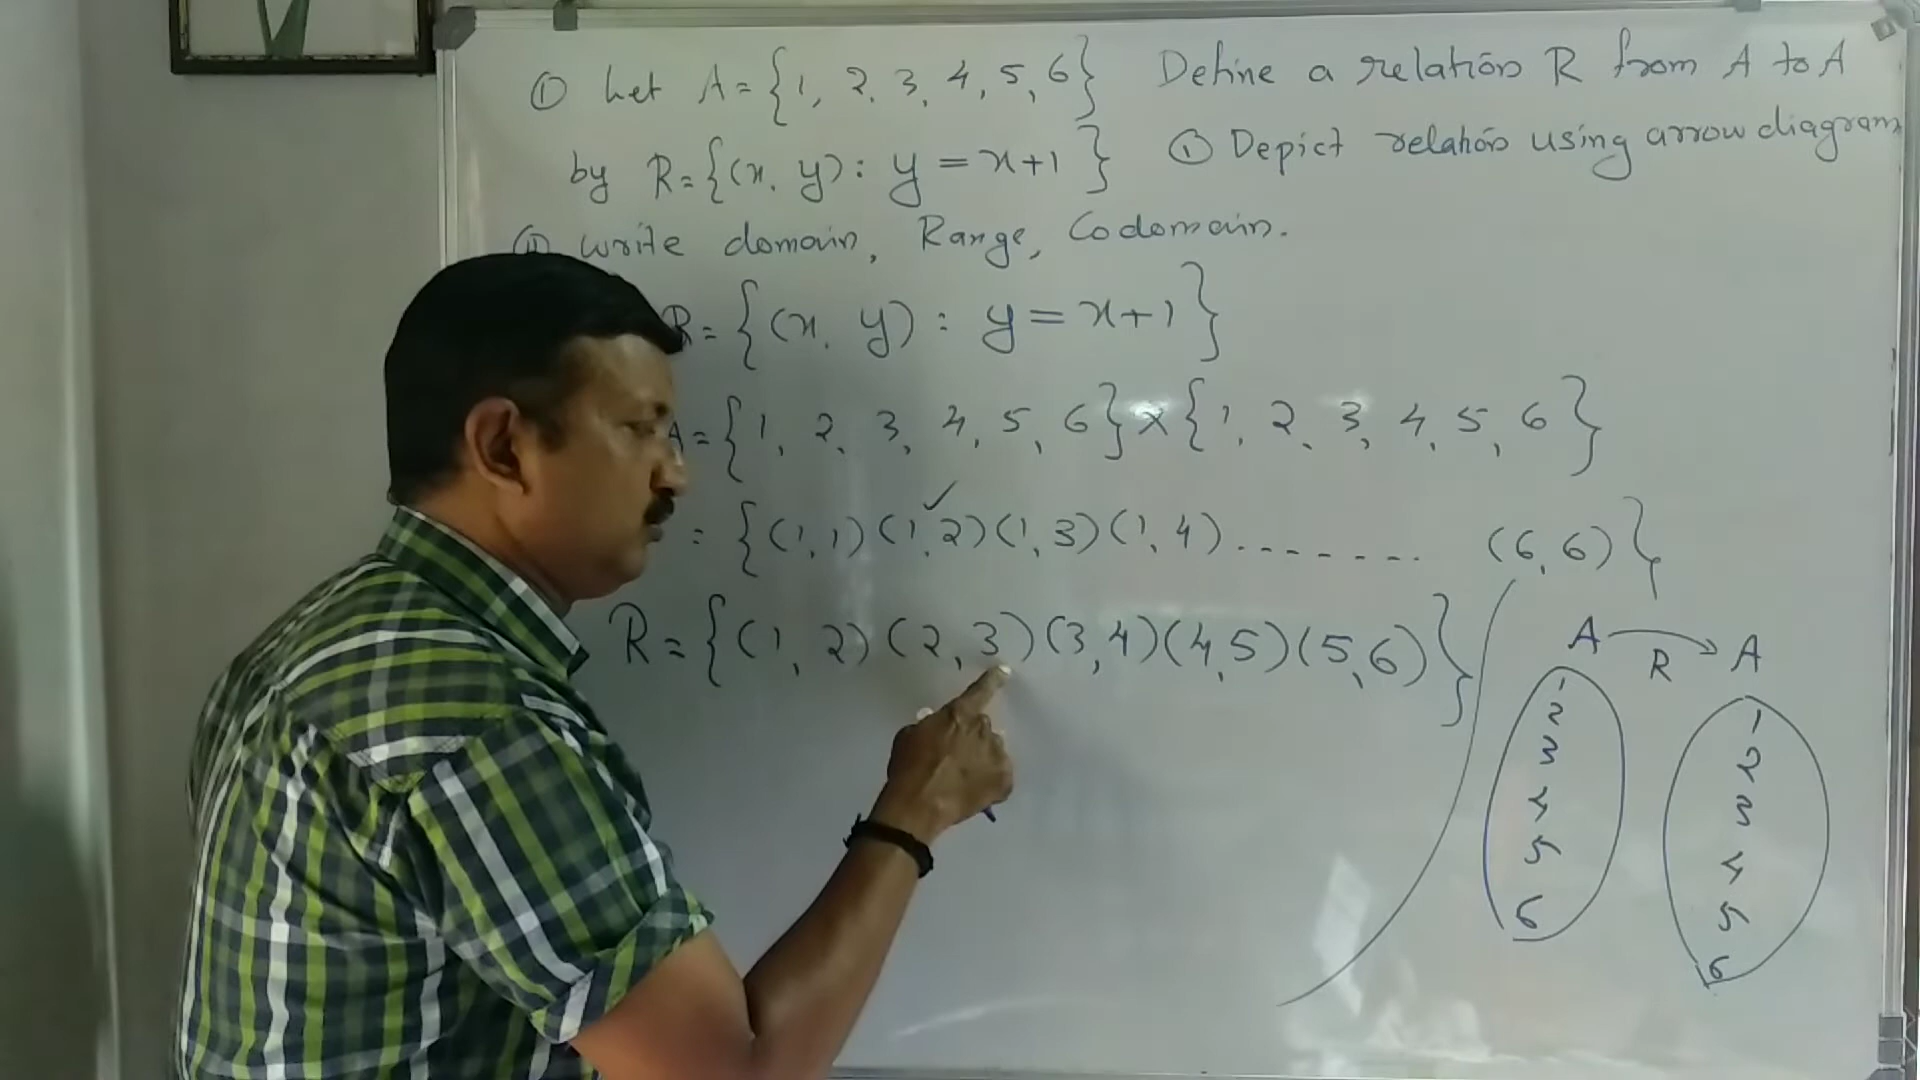 ① Let A = {1, 2, 3, 4, 5, 6} Define a relation R from A to A
by R = {(x, y) : y = x+1} ① Depict relation using arrow diagram
② write domain, Range, Codomain.
R = {(x, y) : y = x+1}
A = {1, 2, 3, 4, 5, 6} × {1, 2, 3, 4, 5, 6}
= {(1,1) (1,2) (1,3) (1,4) ........ (6,6)}
R = {(1, 2) (2, 3) (3,4) (4,5) (5,6)}
A → A
R
1 1
2 2
3 3
4 4
5 5
6 6